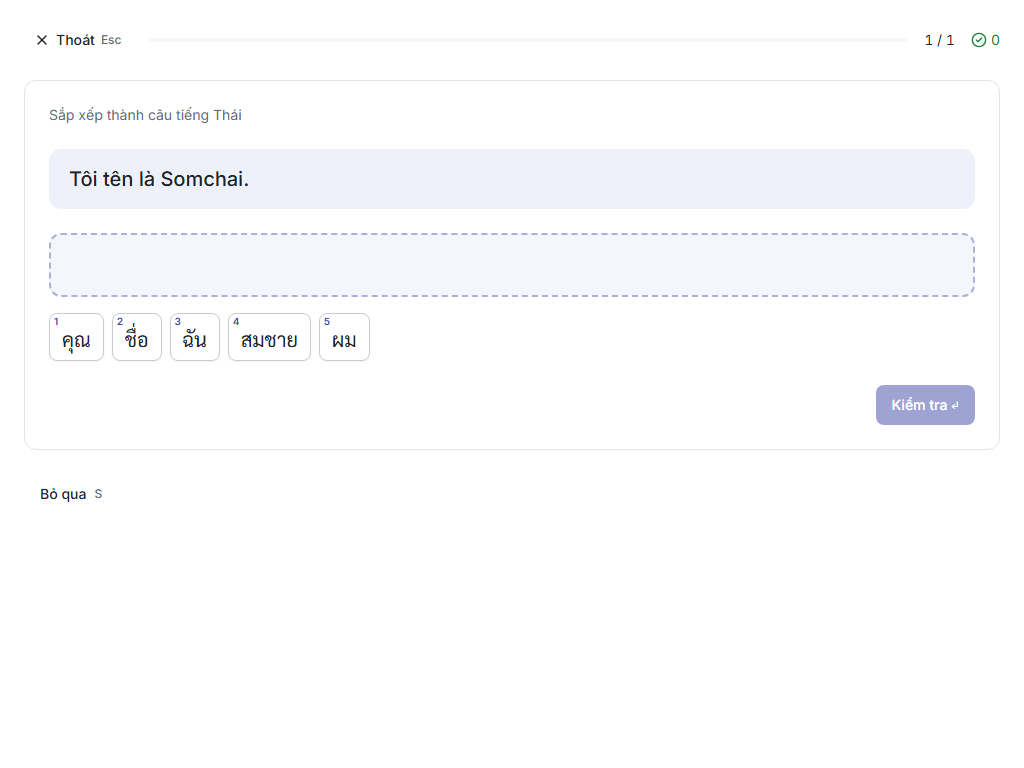 Thoát Esc 1 / 1 0
Sắp xếp thành câu tiếng Thái
Tôi tên là Somchai.
1 คุณ 2 ชื่อ 3 ฉัน 4 สมชาย 5 ผม
Kiểm tra ↵
Bỏ qua S